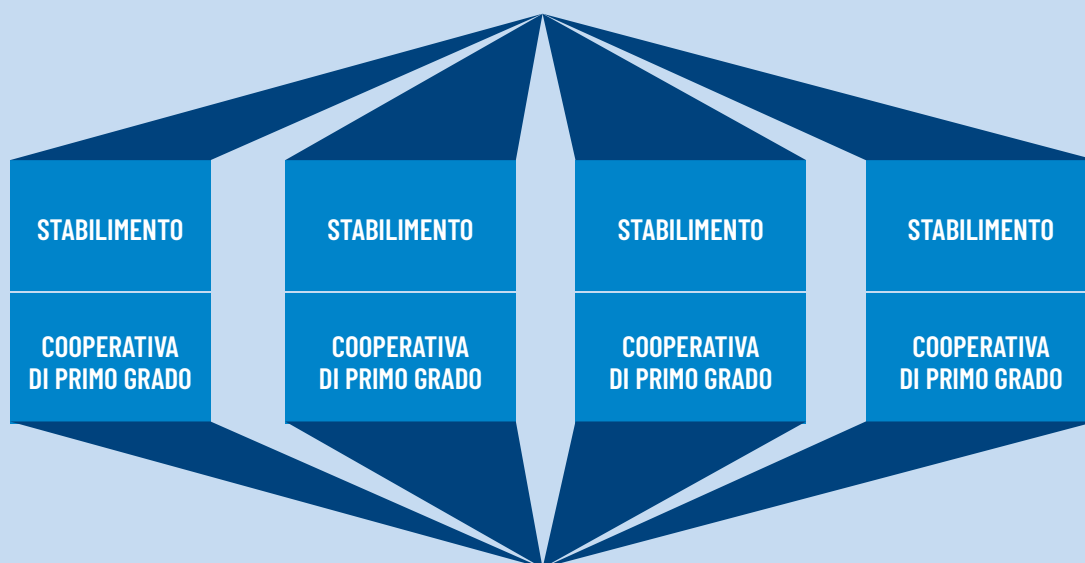 STABILIMENTO
STABILIMENTO
STABILIMENTO
STABILIMENTO
COOPERATIVA
DI PRIMO GRADO
COOPERATIVA
DI PRIMO GRADO
COOPERATIVA
DI PRIMO GRADO
COOPERATIVA
DI PRIMO GRADO